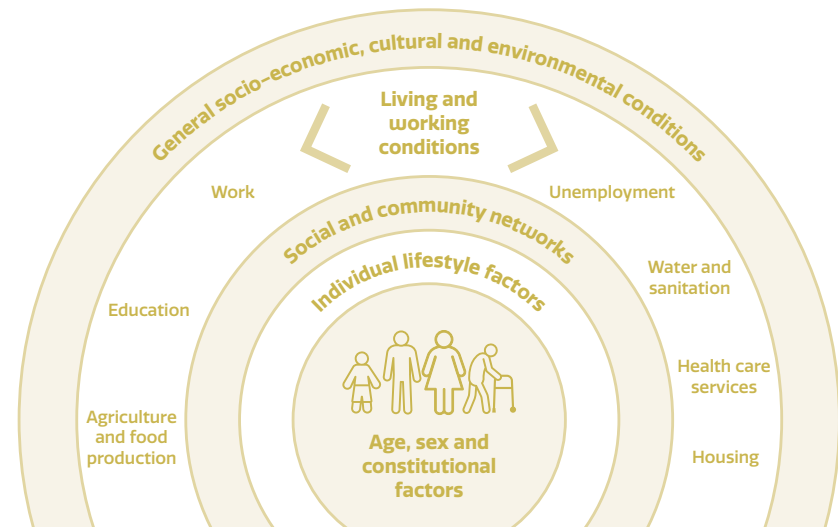 General socio-economic, cultural and environmental conditions
Living and
working
conditions
Work
Unemployment
Social and community networks
Individual lifestyle factors
Water and
sanitation
Education
Health care
services
Agriculture
and food
production
Housing
Age, sex and
constitutional
factors